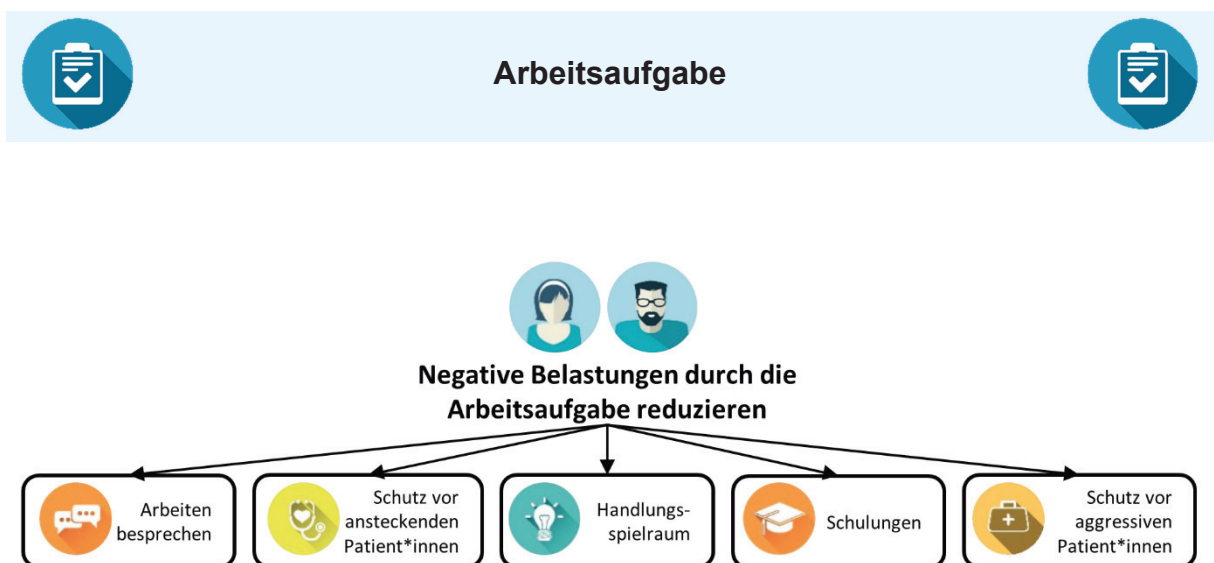 Arbeitsaufgabe
Negative Belastungen durch die
Arbeitsaufgabe reduzieren
Arbeiten
besprechen
Schutz vor
ansteckenden
Patient*innen
Handlungs-
spielraum
Schulungen
Schutz vor
aggressiven
Patient*innen